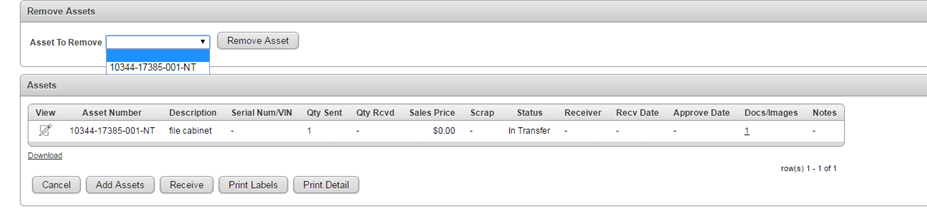 Remove Assets
Asset To Remove
Remove Asset
10344-17385-001-NT
Assets
View Asset Number Description Serial Num/VIN Qty Sent Qty Rcvd Sales Price Scrap Status Receiver Recv Date Approve Date Docs/Images Notes
10344-17385-001-NT file cabinet - 1 - $0.00 - In Transfer - - - 1 -
Download
row(s) 1 - 1 of 1
Cancel Add Assets Receive Print Labels Print Detail